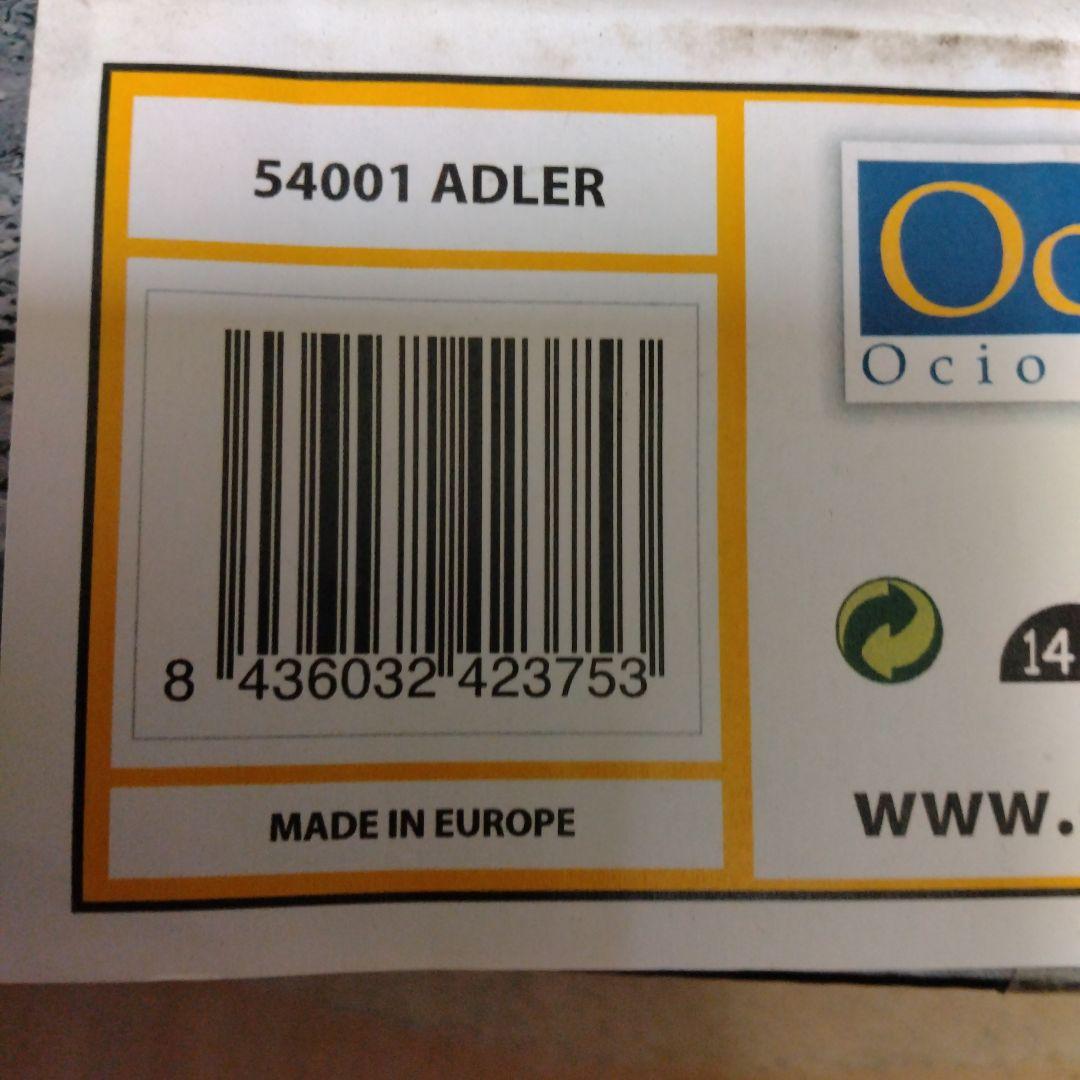 54001 ADLER
8 436032 423753
MADE IN EUROPE
Oc
Ocio
14
www.